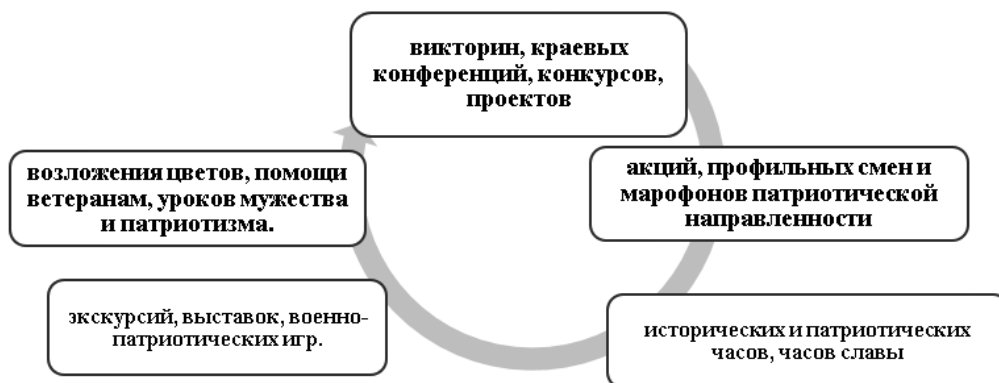 викторин, краевых
конференций, конкурсов,
проектов
акций, профильных смен и
марофонов патриотической
направленности
исторических и патриотических
часов, часов славы
экскурсий, выставок, военно-
патриотических игр.
возложения цветов, помощи
ветеранам, уроков мужества
и патриотизма.